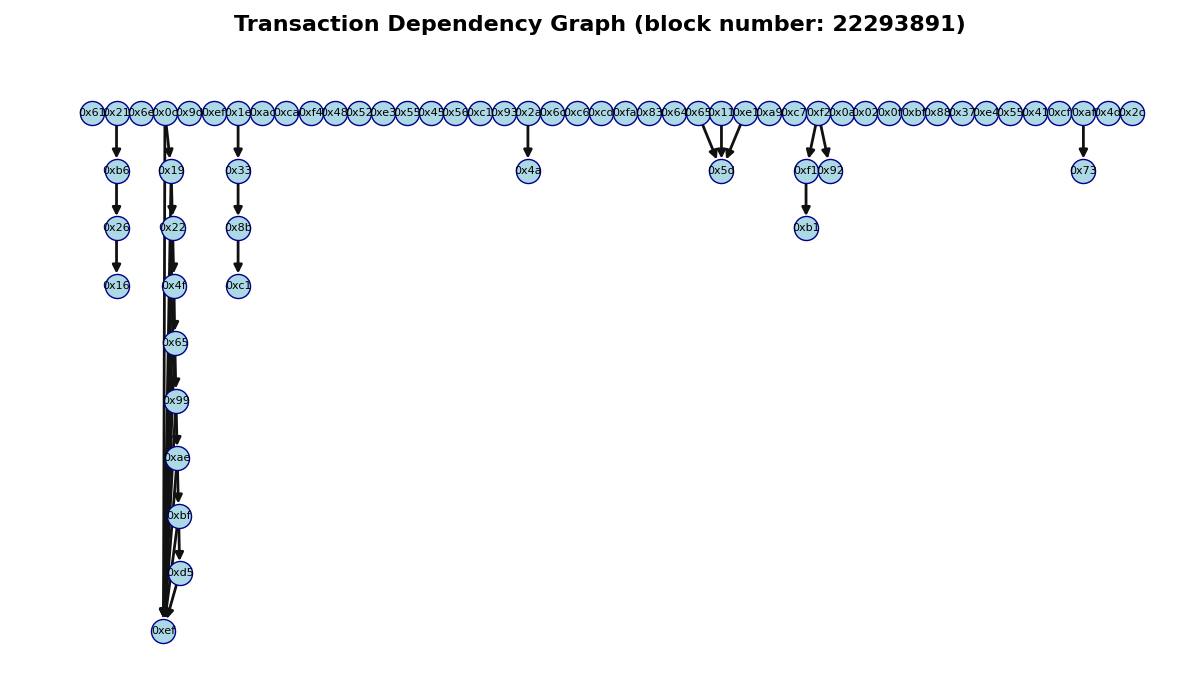 Transaction Dependency Graph (block number: 22293891)
0x61 0x21 0x6e 0x0c 0x9d 0xef 0x1e 0xac 0xca 0xf4 0x48 0x52 0xe3 0x55 0x45 0x56 0xc1 0x93 0x2a 0x6c 0xc6 0xcd 0xfa 0x83 0x64 0x65 0x11 0xe1 0xa9 0xc7 0xf2 0x0a 0x02 0x0f 0xbf 0x88 0x37 0xe4 0x55 0x41 0xcf 0xaf 0x4d 0x2c
0xb6 0x19 0x33 0x4a 0x5d 0xf1 0x92 0x73
0x26 0x22 0x8b 0xb1
0x16 0x4f 0xc1
0x65
0x99
0xae
0xbf
0xd5
0xef